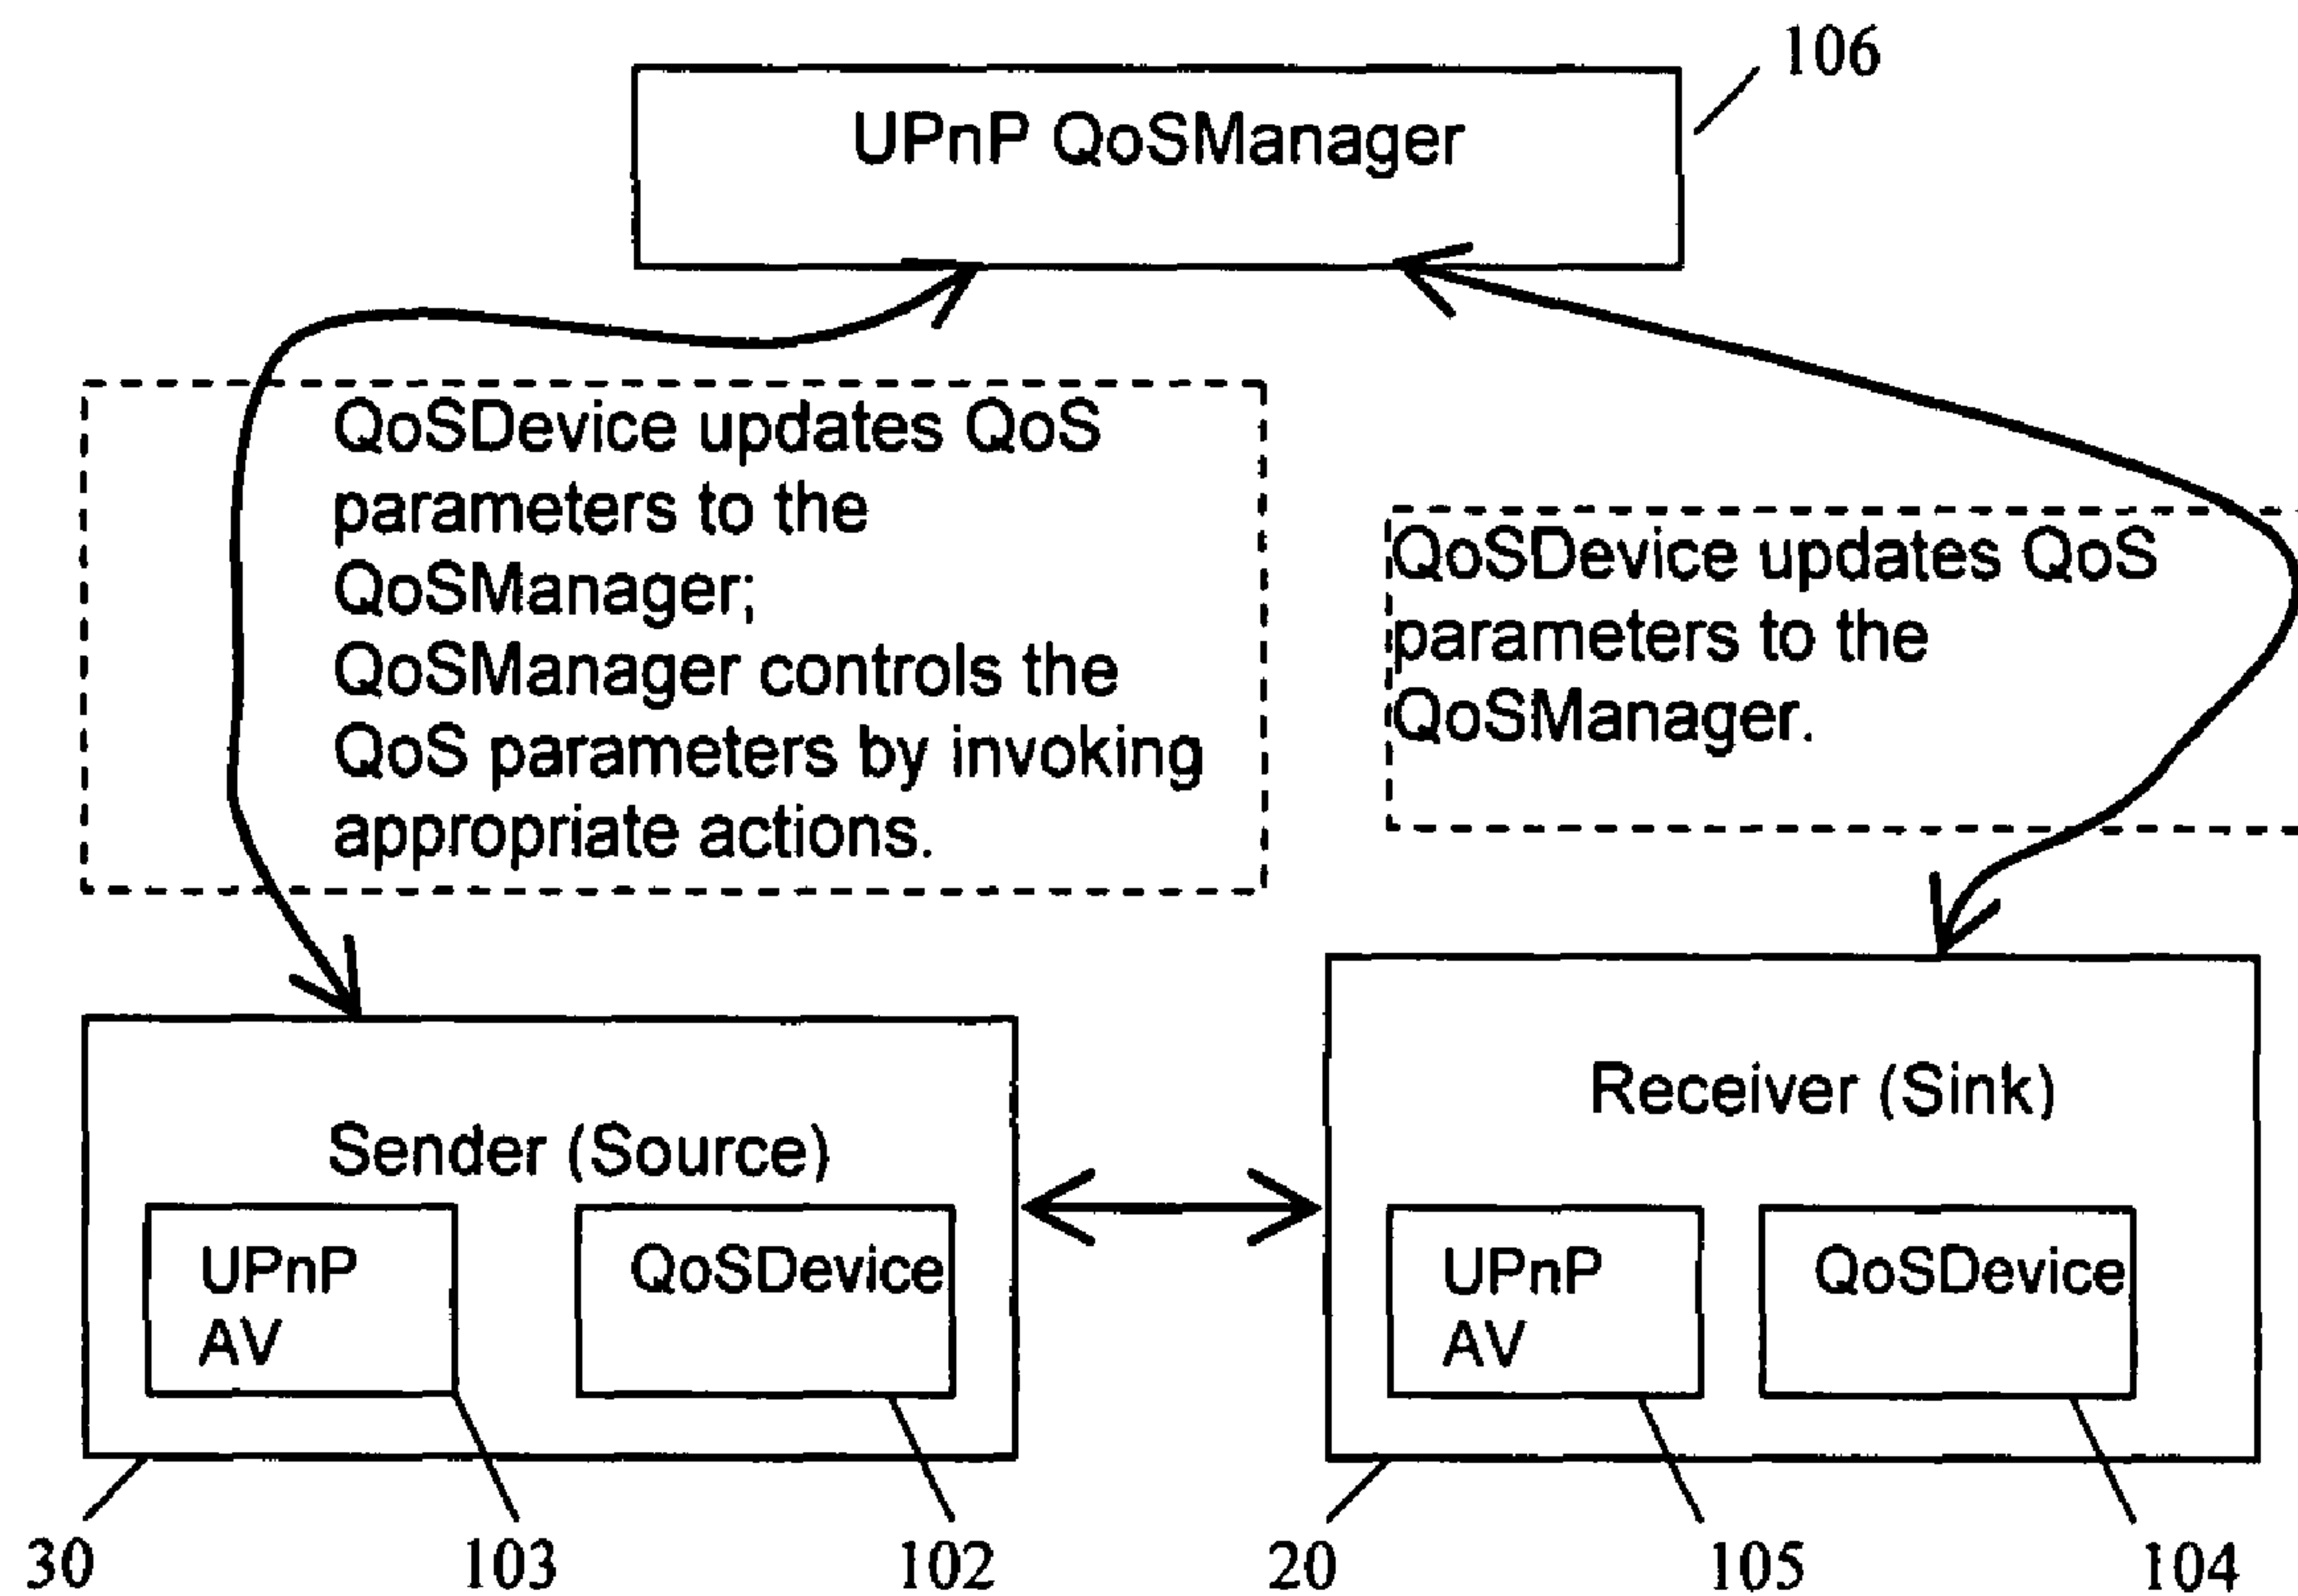 106
UPnP QoSManager
QoSDevice updates QoS
parameters to the
QoSManager;
QoSManager controls the
QoS parameters by invoking
appropriate actions.
QoSDevice updates QoS
parameters to the
QoSManager.
Sender (Source)
UPnP
AV
QoSDevice
Receiver (Sink)
UPnP
AV
QoSDevice
30
103
102
20
105
104